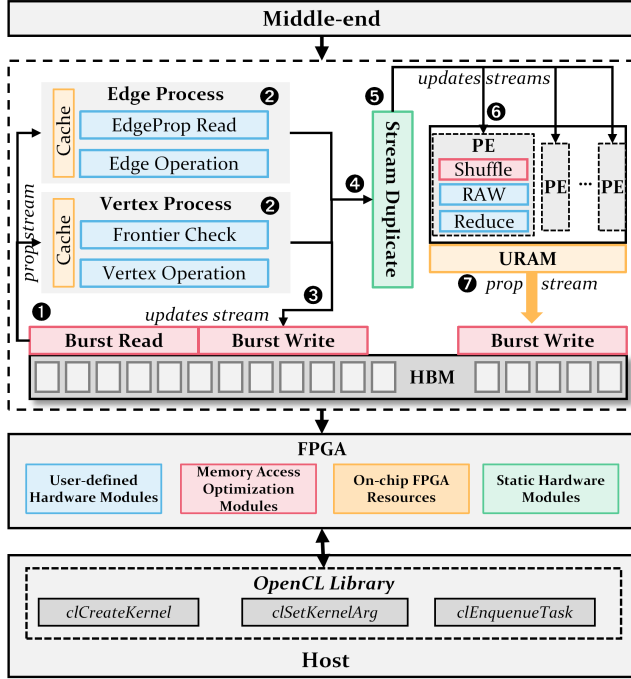 Middle-end
Edge Process
❷
Cache
EdgeProp Read
Edge Operation
Vertex Process
❷
Cache
Frontier Check
Vertex Operation
prop stream
❶
❸
updates stream
❹
❺
Stream Duplicate
updates streams
❻
PE
Shuffle
RAW
Reduce
PE
...
PE
URAM
❼
prop stream
Burst Read
Burst Write
Burst Write
HBM
FPGA
User-defined
Hardware Modules
Memory Access
Optimization
Modules
On-chip FPGA
Resources
Static Hardware
Modules
OpenCL Library
clCreateKernel
clSetKernelArg
clEnquenueTask
Host